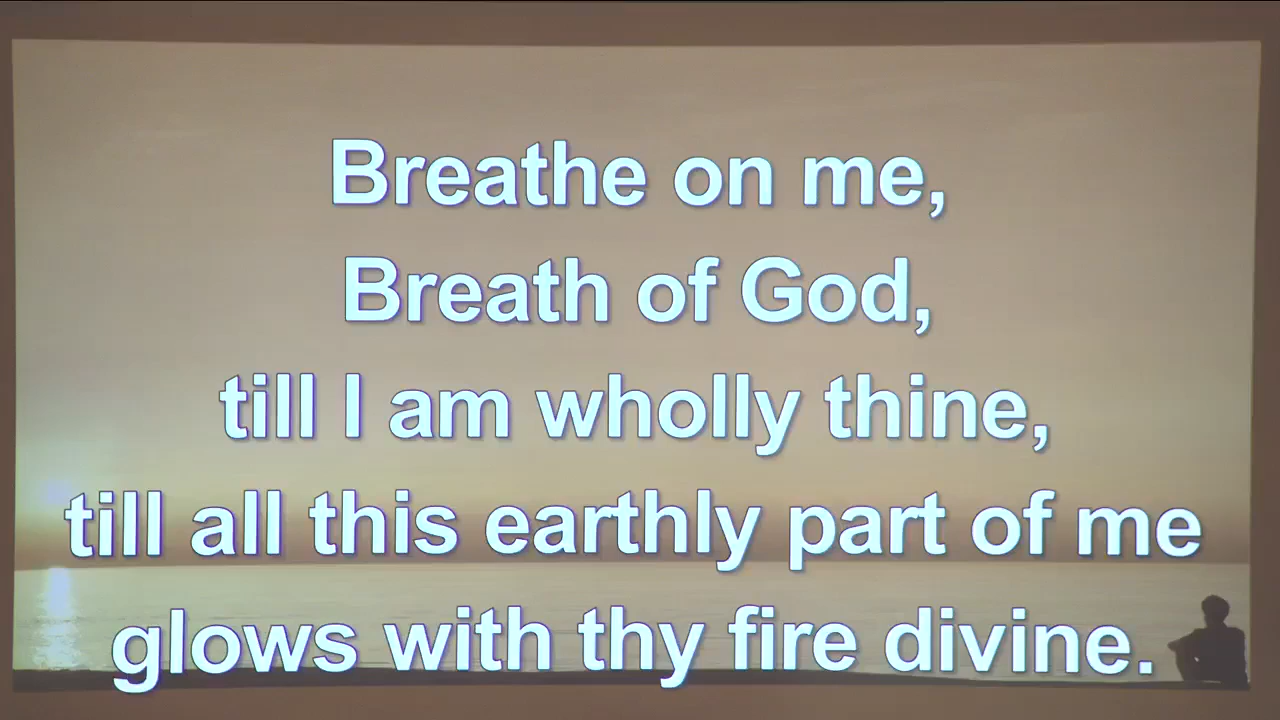 Breathe on me,
Breath of God,
till I am wholly thine,
till all this earthly part of me
glows with thy fire divine.